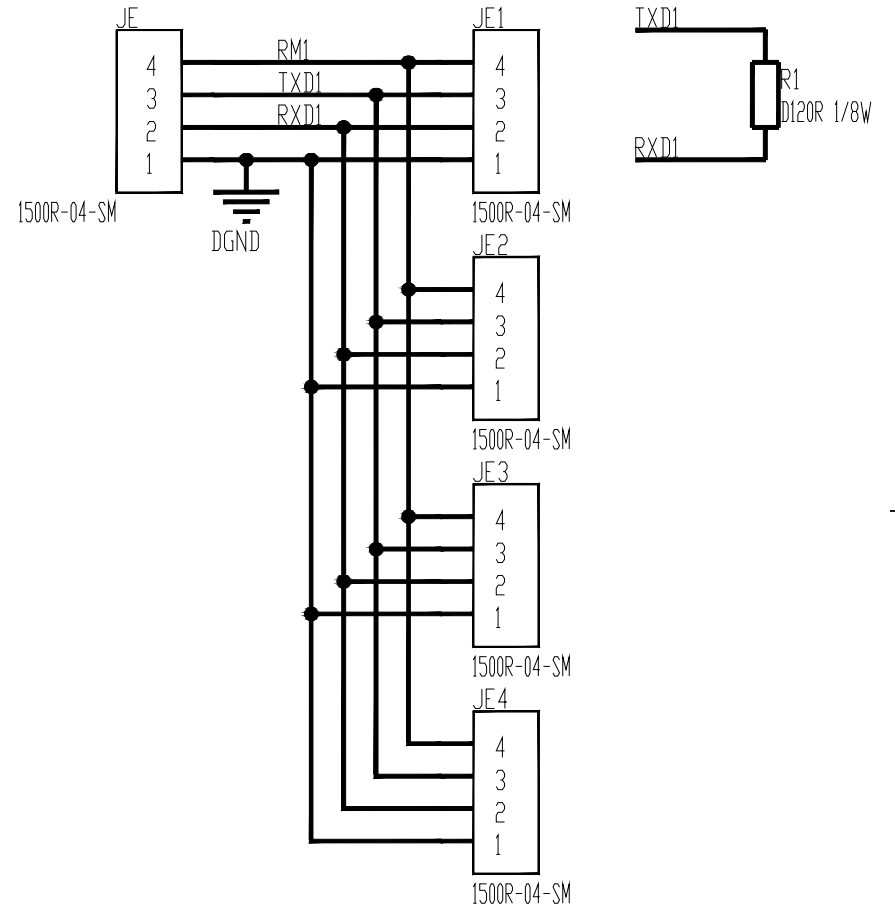 JE
4
3
2
1
1500R-04-SM
RM1
TXD1
RXD1
DGND
JE1
4
3
2
1
1500R-04-SM
TXD1
R1
D120R 1/8W
RXD1
JE2
4
3
2
1
1500R-04-SM
JE3
4
3
2
1
1500R-04-SM
JE4
4
3
2
1
1500R-04-SM